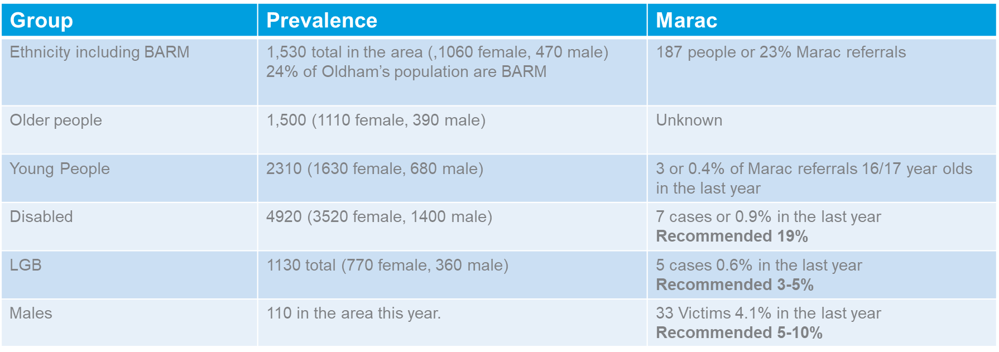 Group Prevalence Marac
Ethnicity including BARM 1,530 total in the area (,1060 female, 470 male) 187 people or 23% Marac referrals
24% of Oldham's population are BARM
Older people 1,500 (1110 female, 390 male) Unknown
Young People 2310 (1630 female, 680 male) 3 or 0.4% of Marac referrals 16/17 year olds
in the last year
Disabled 4920 (3520 female, 1400 male) 7 cases or 0.9% in the last year
Recommended 19%
LGB 1130 total (770 female, 360 male) 5 cases 0.6% in the last year
Recommended 3-5%
Males 110 in the area this year. 33 Victims 4.1% in the last year
Recommended 5-10%